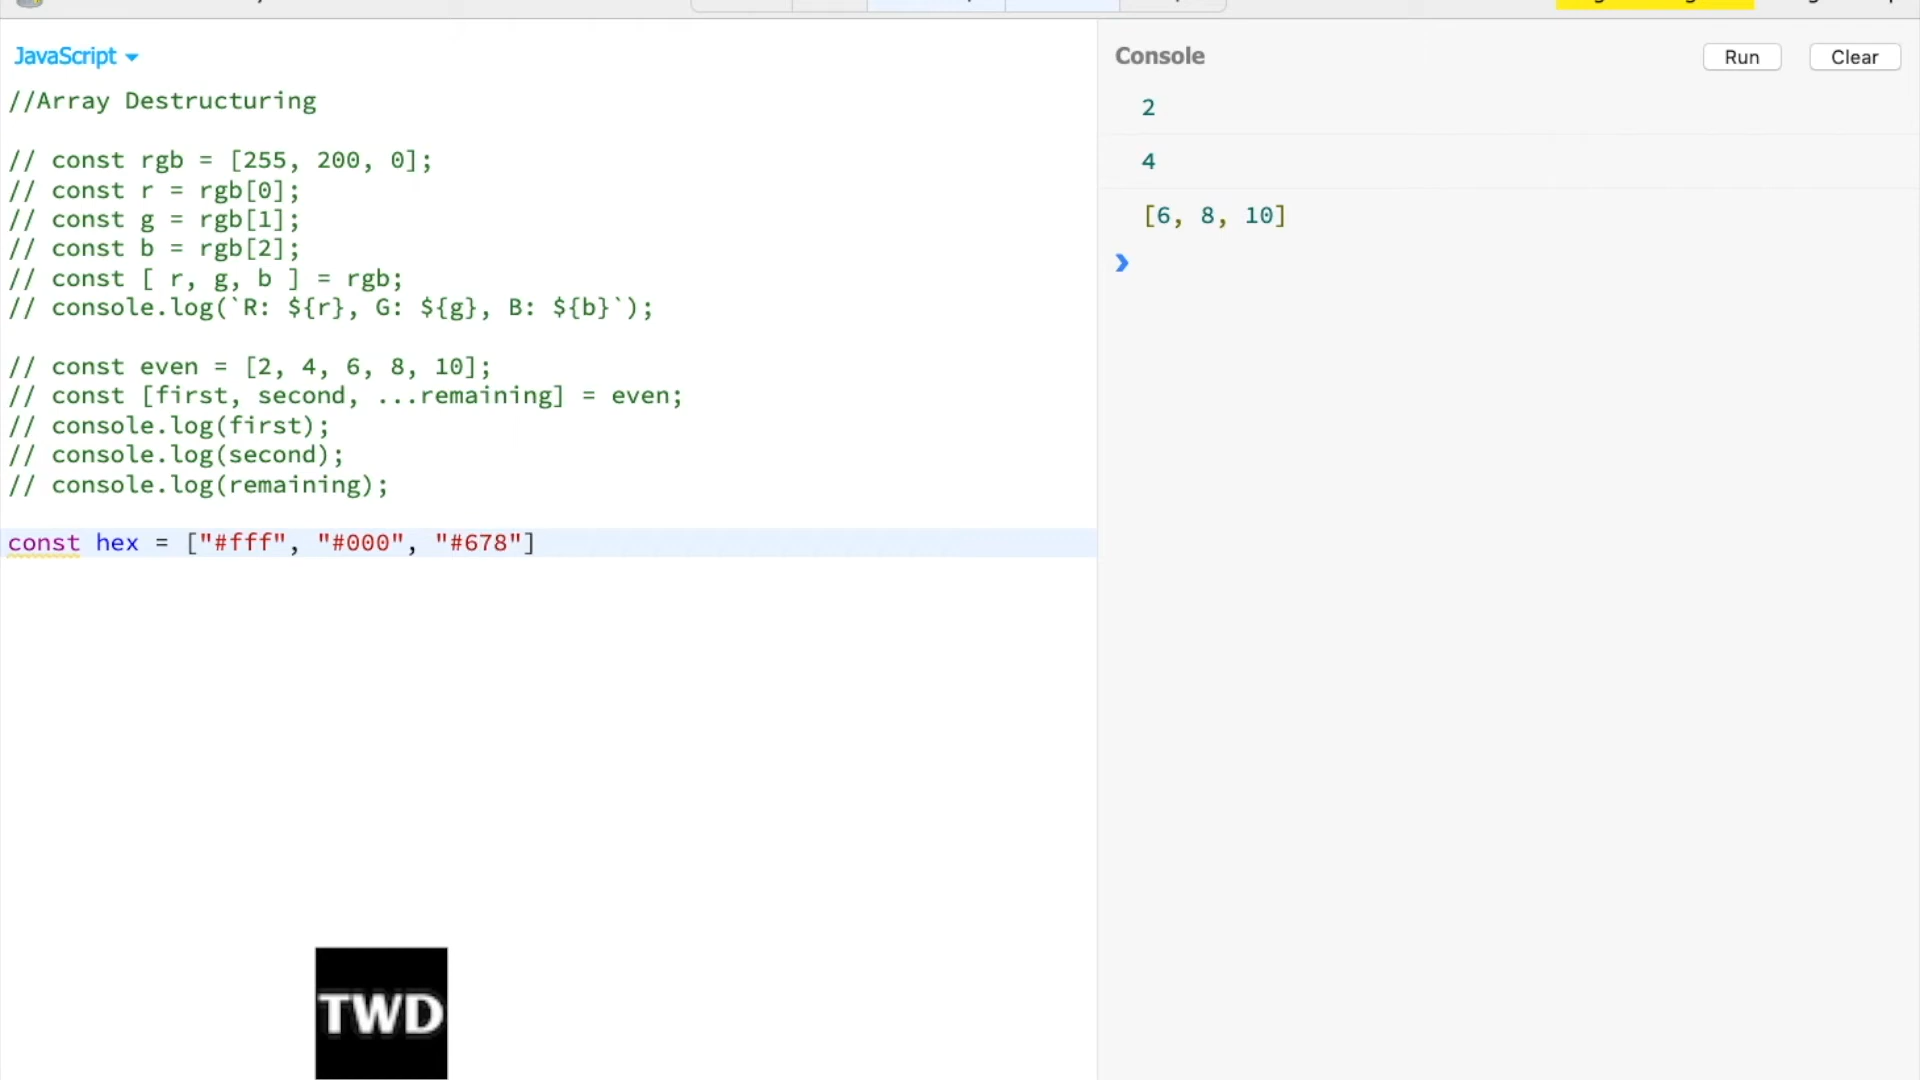 JavaScript
//Array Destructuring
// const rgb = [255, 200, 0];
// const r = rgb[0];
// const g = rgb[1];
// const b = rgb[2];
// const [ r, g, b ] = rgb;
// console.log(`R: ${r}, G: ${g}, B: ${b}`);
// const even = [2, 4, 6, 8, 10];
// const [first, second, ...remaining] = even;
// console.log(first);
// console.log(second);
// console.log(remaining);
const hex = ["#fff", "#000", "#678"]
TWD
Console
Run
Clear
2
4
[6, 8, 10]